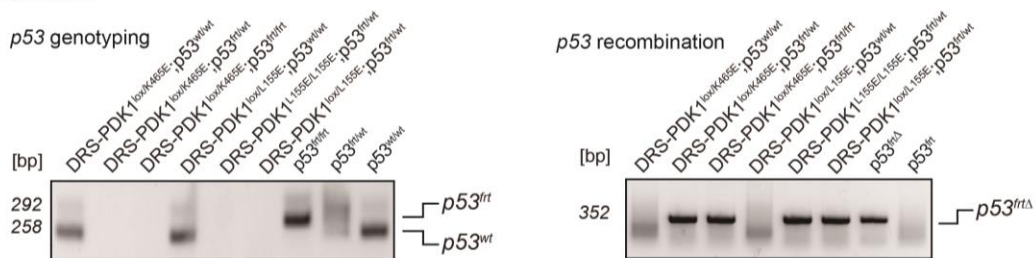 p53 genotyping
DRS-PDK1lox/K465E;p53wt/wt
DRS-PDK1lox/K465E;p53frt/wt
DRS-PDK1lox/K465E;p53frt/frt
DRS-PDK1lox/L155E;p53wt/wt
DRS-PDK1L155E/L155E;p53frt/wt
DRS-PDK1lox/L155E;p53frt/wt
p53frt/frt
p53frt/wt
p53wt/wt
[bp]
292
258
p53frt
p53wt
p53 recombination
DRS-PDK1lox/K465E;p53wt/wt
DRS-PDK1lox/K465E;p53frt/wt
DRS-PDK1lox/K465E;p53frt/frt
DRS-PDK1lox/L155E;p53wt/wt
DRS-PDK1L155E/L155E;p53frt/wt
DRS-PDK1lox/L155E;p53frt/wt
p53frtΔ
p53frt
[bp]
352
p53frtΔ